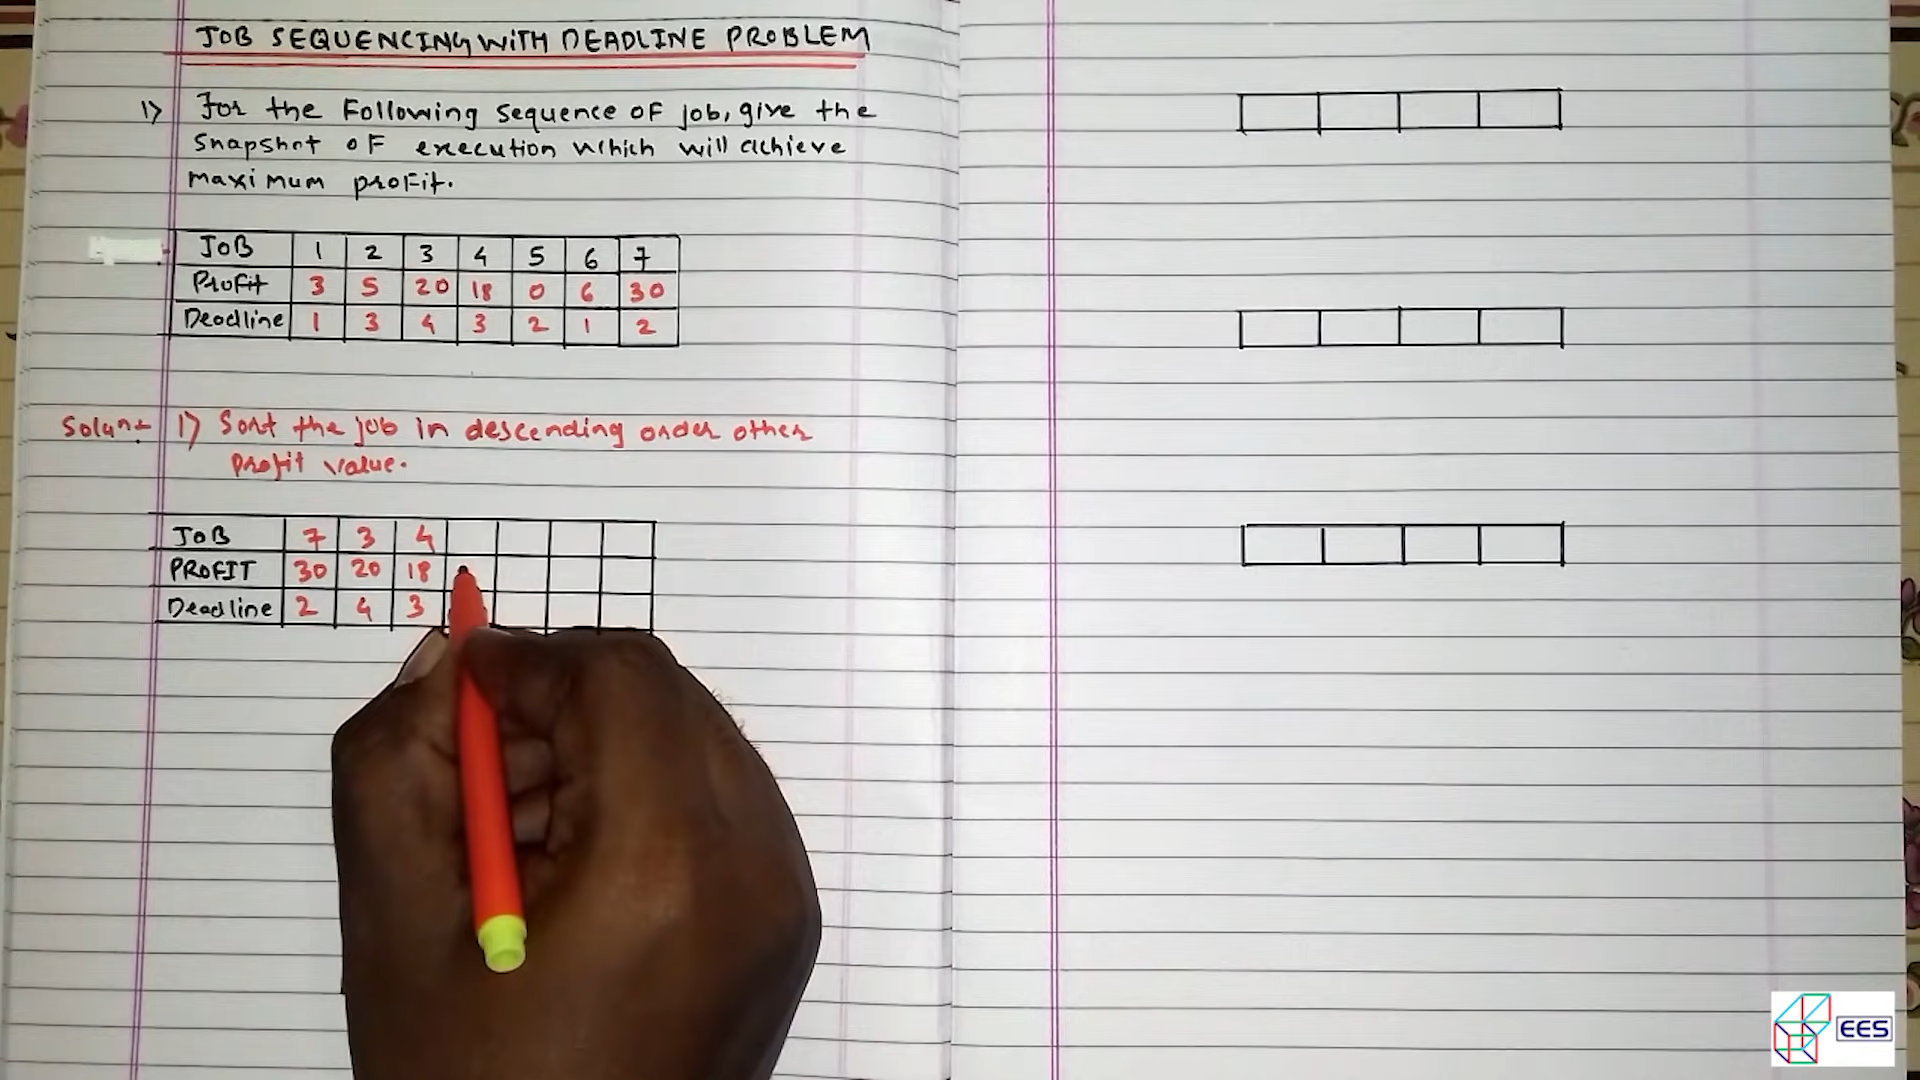 JOB SEQUENCING WITH DEADLINE PROBLEM
1) For the Following sequence of job, give the
snapshot of execution which will achieve
maximum profit.
JOB 1 2 3 4 5 6 7
Profit 3 5 20 18 0 6 30
Deadline 1 3 4 3 2 1 2
Soln:- 1) Sort the job in descending order other
profit value.
JOB 7 3 4
PROFIT 30 20 18
Deadline 2 4 3
EES